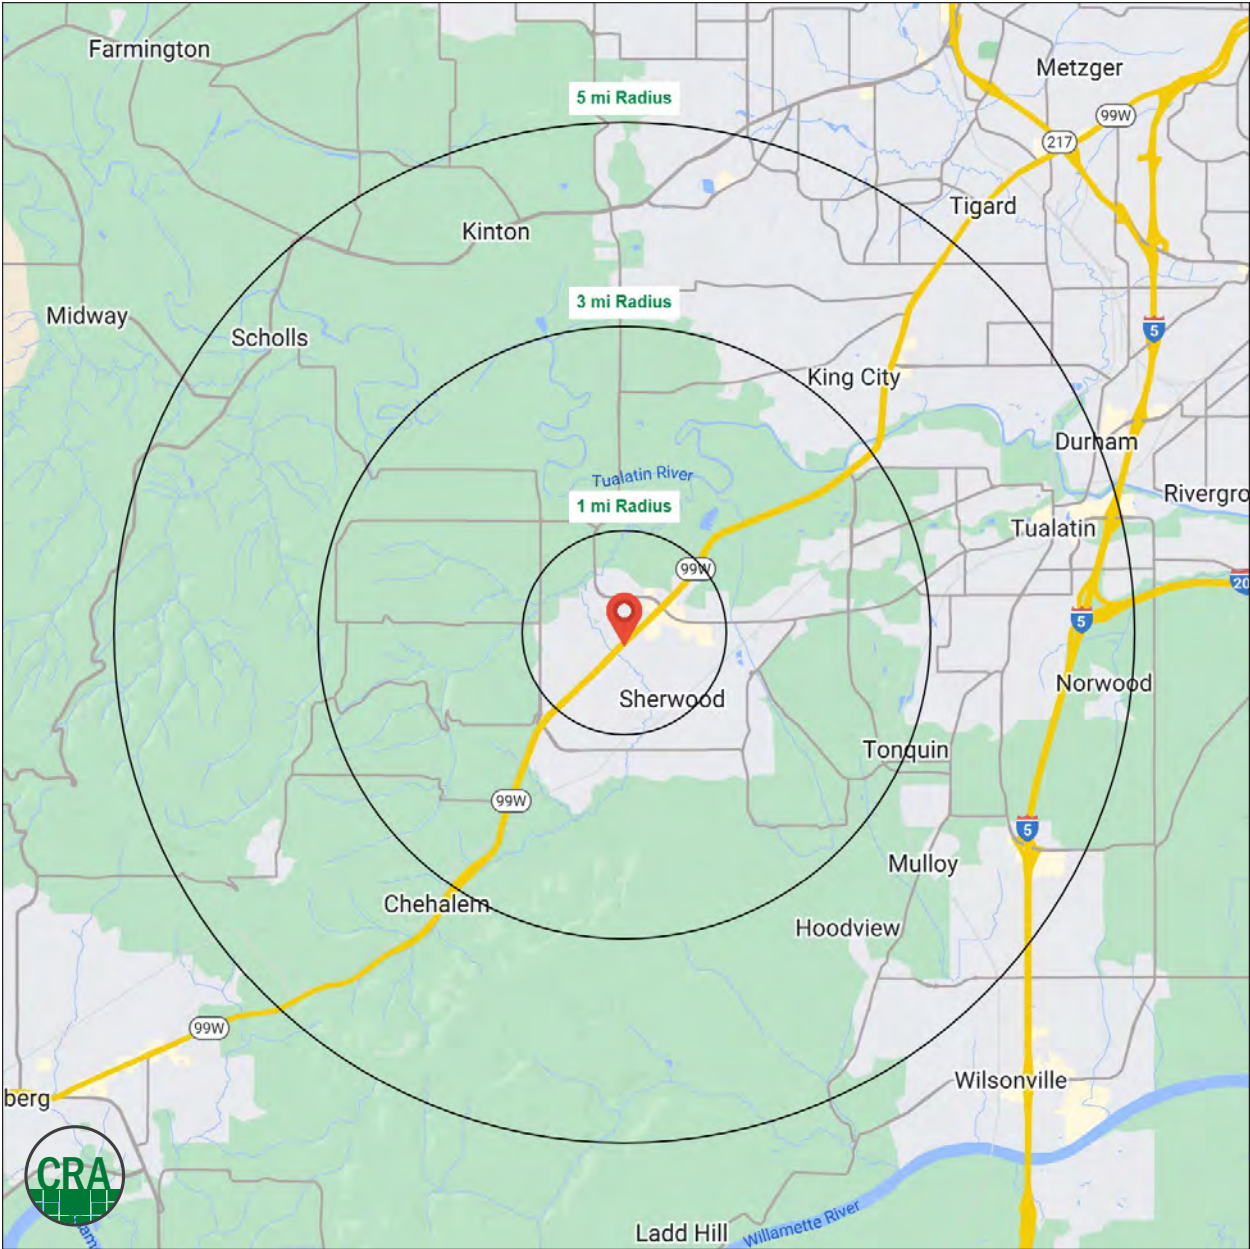 Farmington
Metzger
5 mi Radius
99W
217
Tigard
Kinton
3 mi Radius
Midway
5
Scholls
King City
Durham
Tualatin River
Rivergro
1 mi Radius
Tualatin
99W
20
5
Norwood
Sherwood
Tonquin
99W
5
Mulloy
Chehalem
Hoodview
99W
Wilsonville
berg
CRA
Willamette River
Ladd Hill